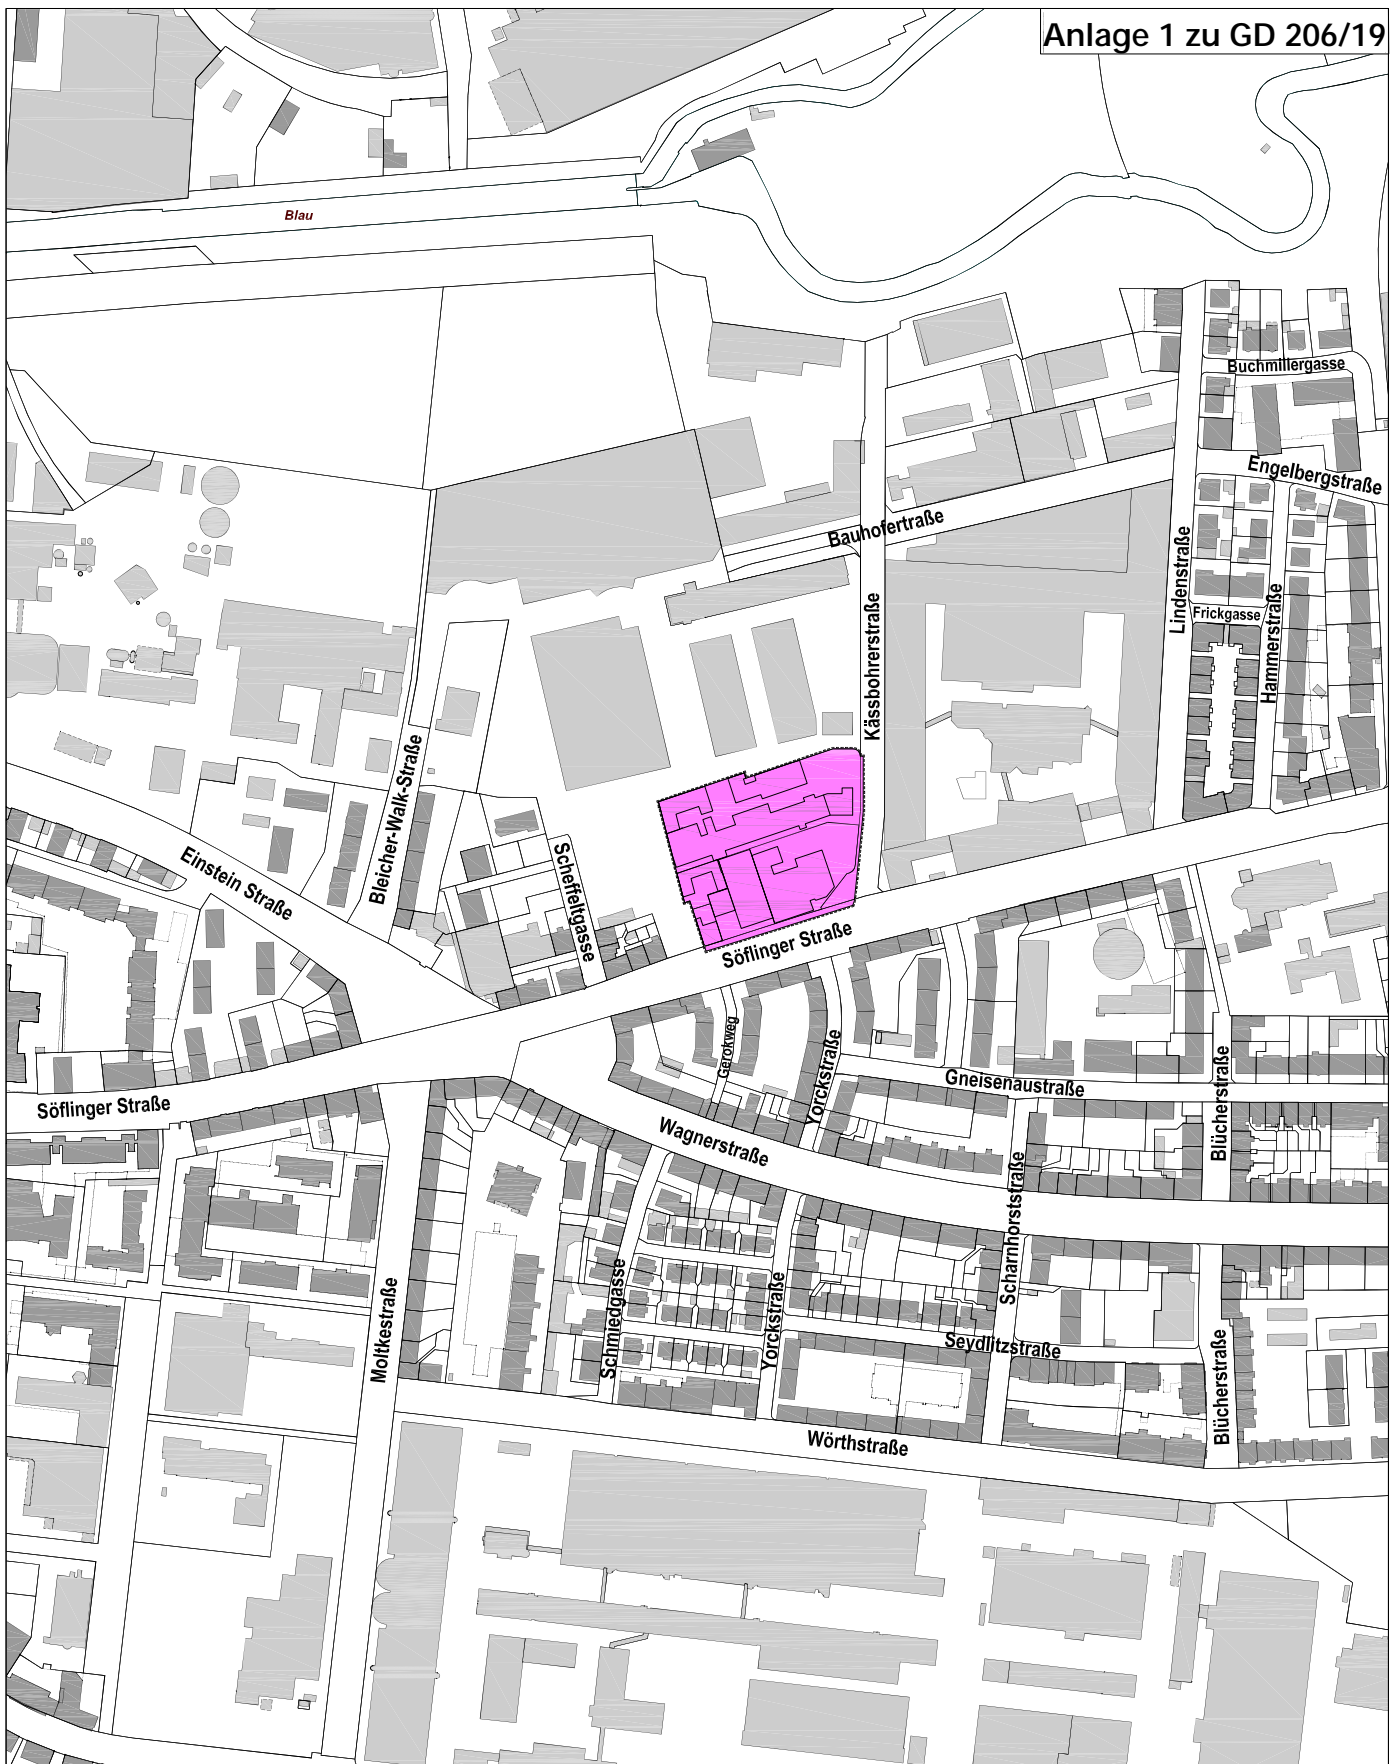 Anlage 1 zu GD 206/19
Blau
Buchmillergasse
Engelbergstraße
Bauhofertraße
Lindenstraße
Kässbohrerstraße
Frickgasse
Hammerstraße
Bleicher-Walk-Straße
Einstein Straße
Scheffeltgasse
Söflinger Straße
Gerokweg
Yorckstraße
Gneisenaustraße
Blücherstraße
Söflinger Straße
Wagnerstraße
Scharnhorststraße
Moltkestraße
Schmiedgasse
Yorckstraße
Seydlitzstraße
Blücherstraße
Wörthstraße